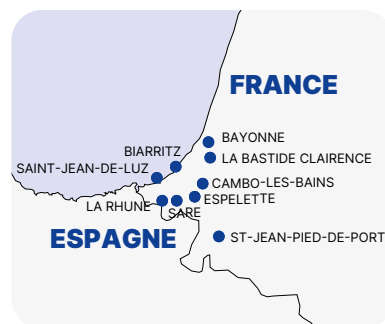 FRANCE
BAYONNE
BIARRITZ
LA BASTIDE CLAIRENCE
SAINT-JEAN-DE-LUZ
CAMBO-LES-BAINS
ESPELETTE
LA RHUNE
SARE
ESPAGNE
ST-JEAN-PIED-DE-PORT